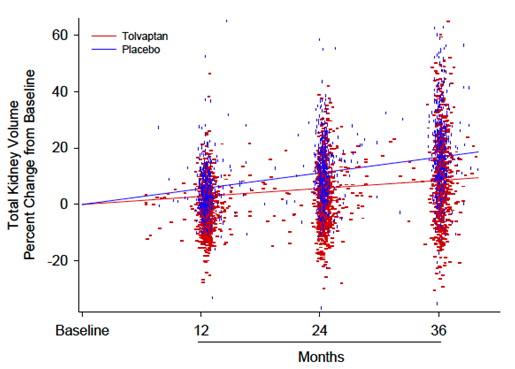 Total Kidney Volume
Percent Change from Baseline
60
40
20
0
-20
Tolvaptan
Placebo
Baseline
12
24
36
Months